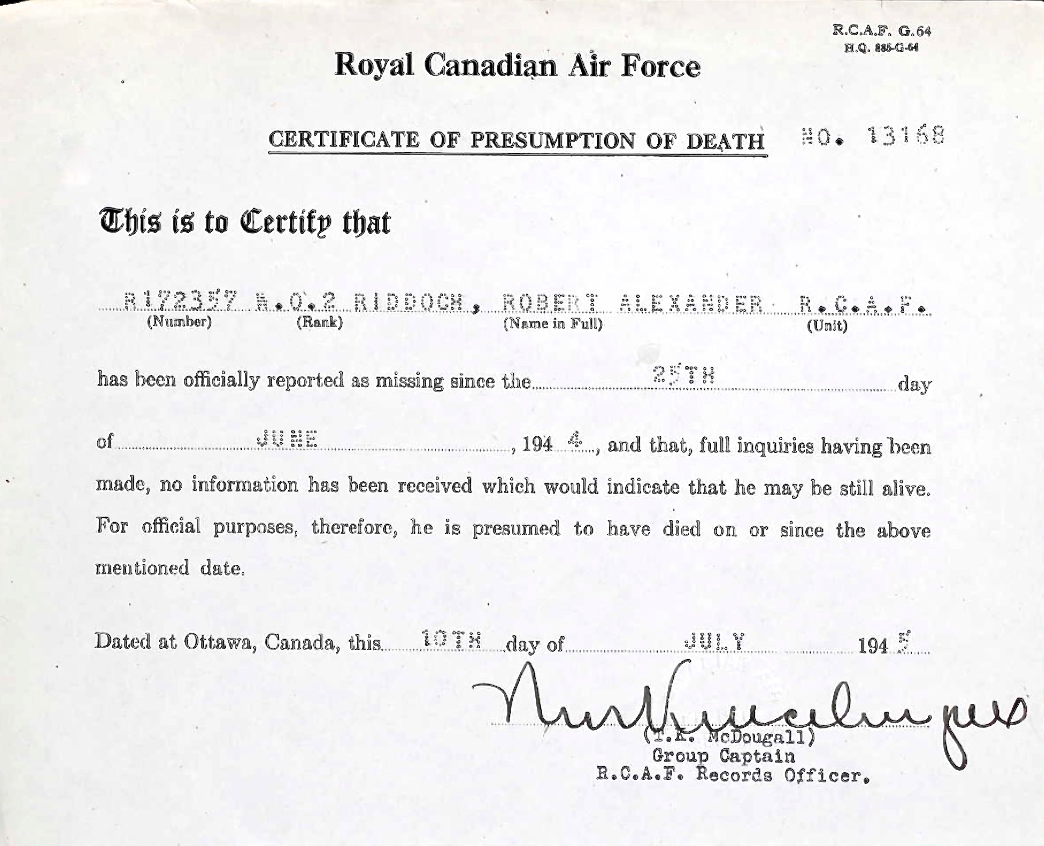 R.C.A.F. G.64
H.Q. 885-G-64
Royal Canadian Air Force
CERTIFICATE OF PRESUMPTION OF DEATH NO. 13168
This is to Certify that
R172357 W.O.2 RIDDOCH, ROBERT ALEXANDER R.C.A.F.
(Number) (Rank) (Name in Full) (Unit)
has been officially reported as missing since the 25TH day
of JUNE, 194 4, and that, full inquiries having been
made, no information has been received which would indicate that he may be still alive.
For official purposes, therefore, he is presumed to have died on or since the above
mentioned date.
Dated at Ottawa, Canada, this 10TH day of JULY 194 5
(T.K. McDougall)
Group Captain
R.C.A.F. Records Officer.